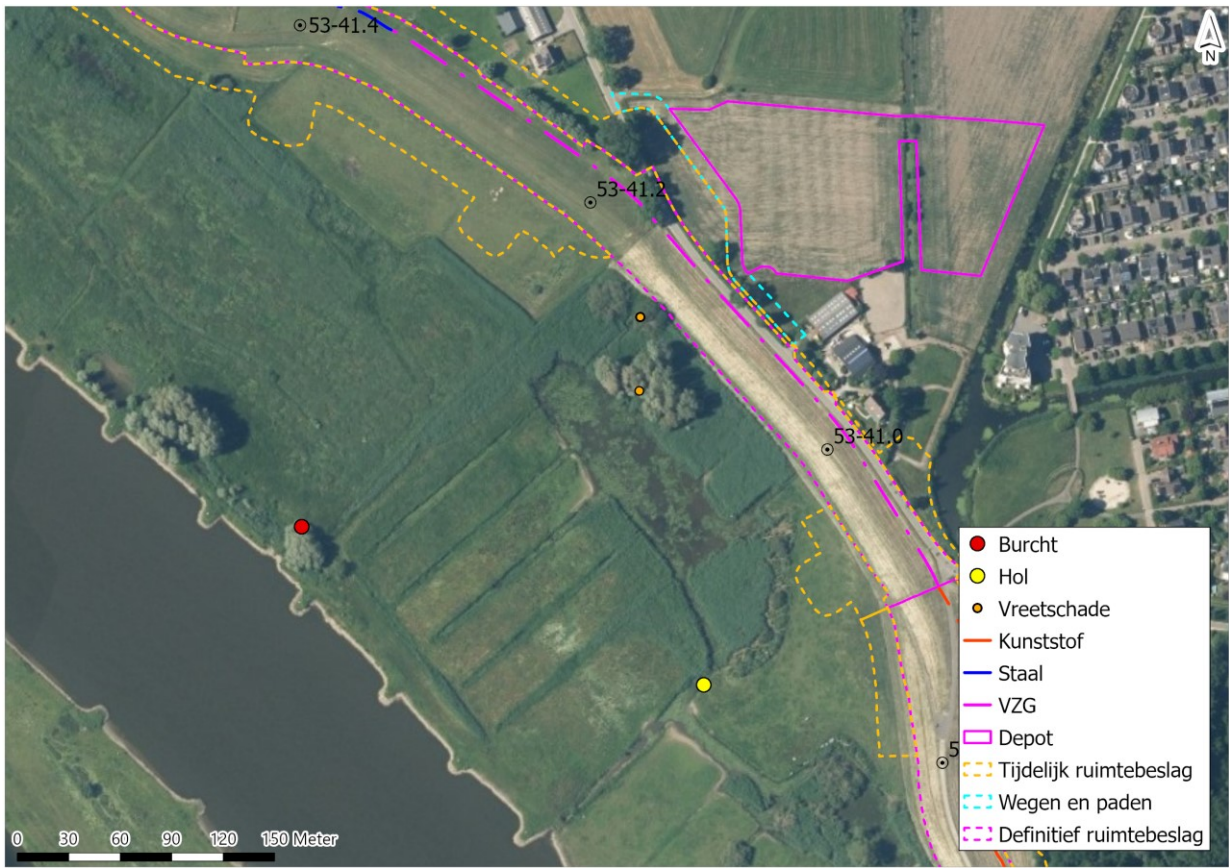 53-41.4
N
53-41.2
53-41.0
5
Burcht
Hol
Vreetschade
Kunststof
Staal
VZG
Depot
Tijdelijk ruimtebeslag
Wegen en paden
Definitief ruimtebeslag
0 30 60 90 120 150 Meter